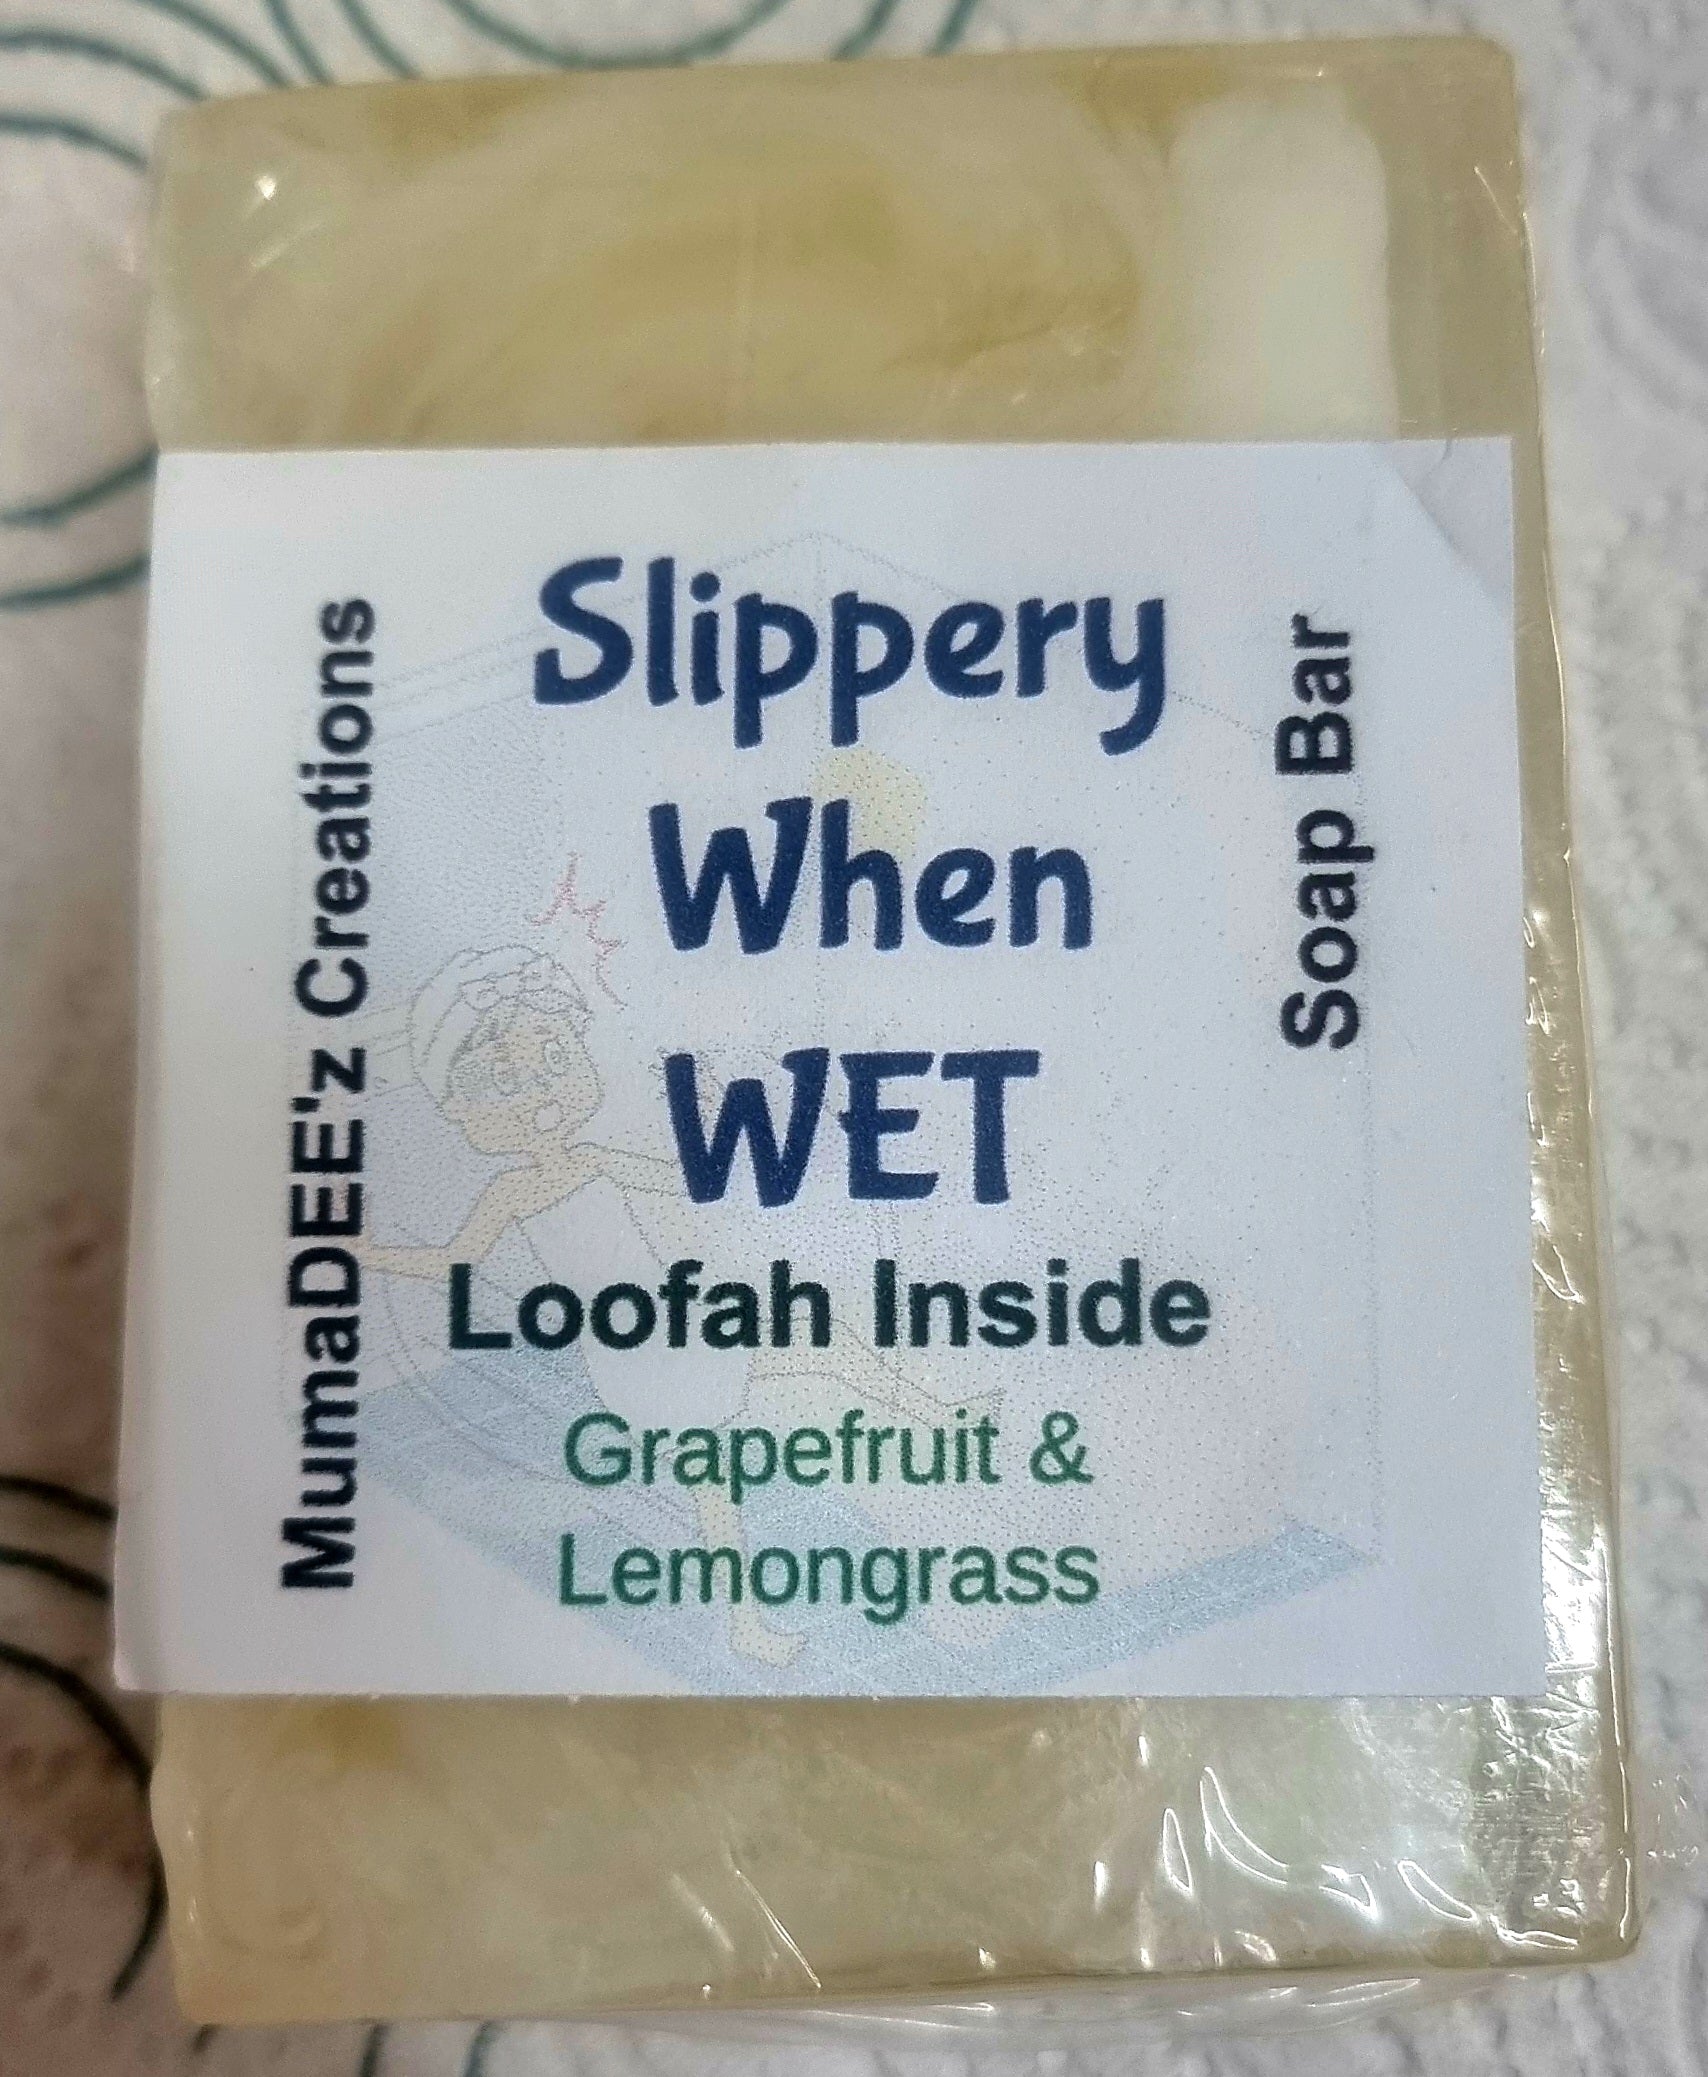 MumaDEE'z Creations
Slippery
When
WET
Loofah Inside
Grapefruit &
Lemongrass
Soap Bar